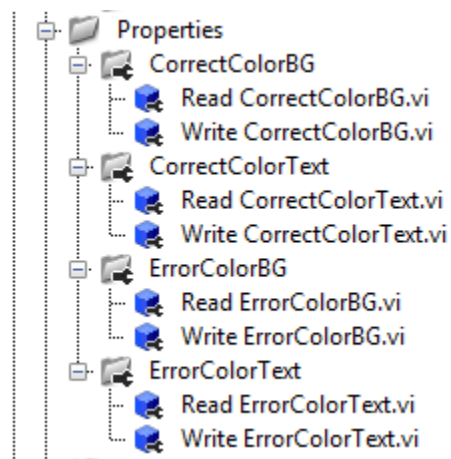 Properties
CorrectColorBG
Read CorrectColorBG.vi
Write CorrectColorBG.vi
CorrectColorText
Read CorrectColorText.vi
Write CorrectColorText.vi
ErrorColorBG
Read ErrorColorBG.vi
Write ErrorColorBG.vi
ErrorColorText
Read ErrorColorText.vi
Write ErrorColorText.vi